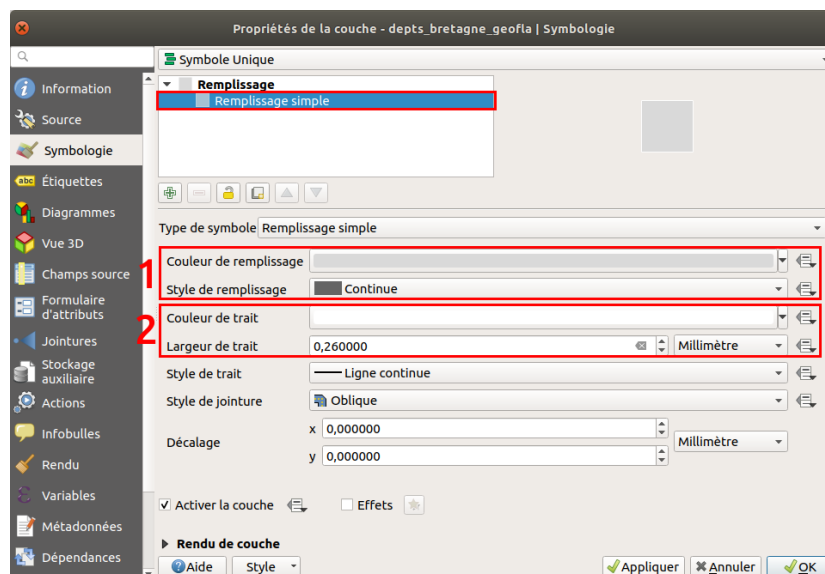 Propriétés de la couche - depts_bretagne_geofla | Symbologie
Symbole Unique
Information
Source
Symbologie
abc Étiquettes
Diagrammes
Vue 3D
Champs source
Formulaire
d'attributs
Jointures
Stockage
auxiliaire
Actions
Infobulles
Rendu
Variables
Métadonnées
Dépendances
Remplissage
Remplissage simple
Type de symbole Remplissage simple
1
Couleur de remplissage
Style de remplissage Continue
2
Couleur de trait
Largeur de trait 0,260000 Millimètre
Style de trait Ligne continue
Style de jointure Oblique
Décalage
x 0,000000
y 0,000000
Millimètre
Activer la couche Effets
Rendu de couche
Aide Style Appliquer Annuler OK